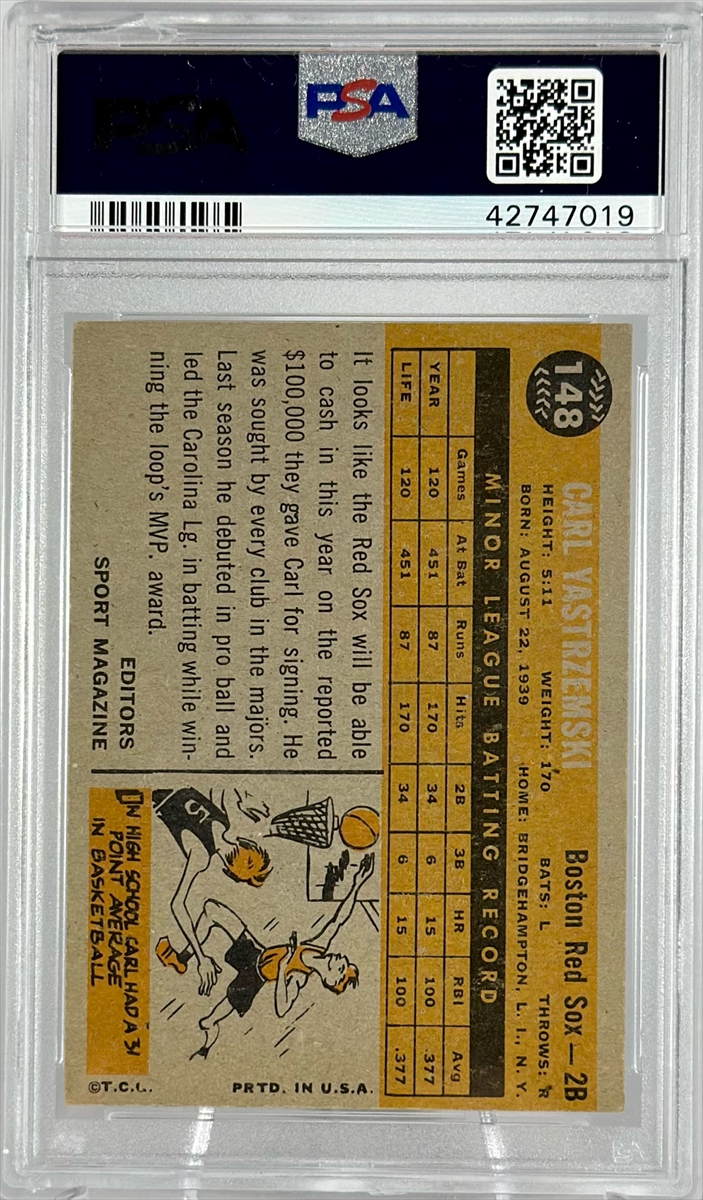 PSA
PSA
42747019
148
CARL YASTRZEMSKI Boston Red Sox — 2B
HEIGHT: 5:11 WEIGHT: 170 BATS: L THROWS: R
BORN: AUGUST 22, 1939 HOME: BRIDGEHAMPTON, L. I., N. Y.
MINOR LEAGUE BATTING RECORD
Games At Bat Runs Hits 2B 3B HR RBI Avg
YEAR 120 451 87 170 34 6 15 100 .377
LIFE 120 451 87 170 34 6 15 100 .377
It looks like the Red Sox will be able
to cash in this year on the reported
$100,000 they gave Carl for signing. He
was sought by every club in the majors.
Last season he debuted in pro ball and
led the Carolina Lg. in batting while win-
ning the loop's MVP. award.
EDITORS
SPORT MAGAZINE
IN HIGH SCHOOL CARL HAD A 31
POINT AVERAGE
IN BASKETBALL
©T.C.G. PRTD. IN U.S.A.